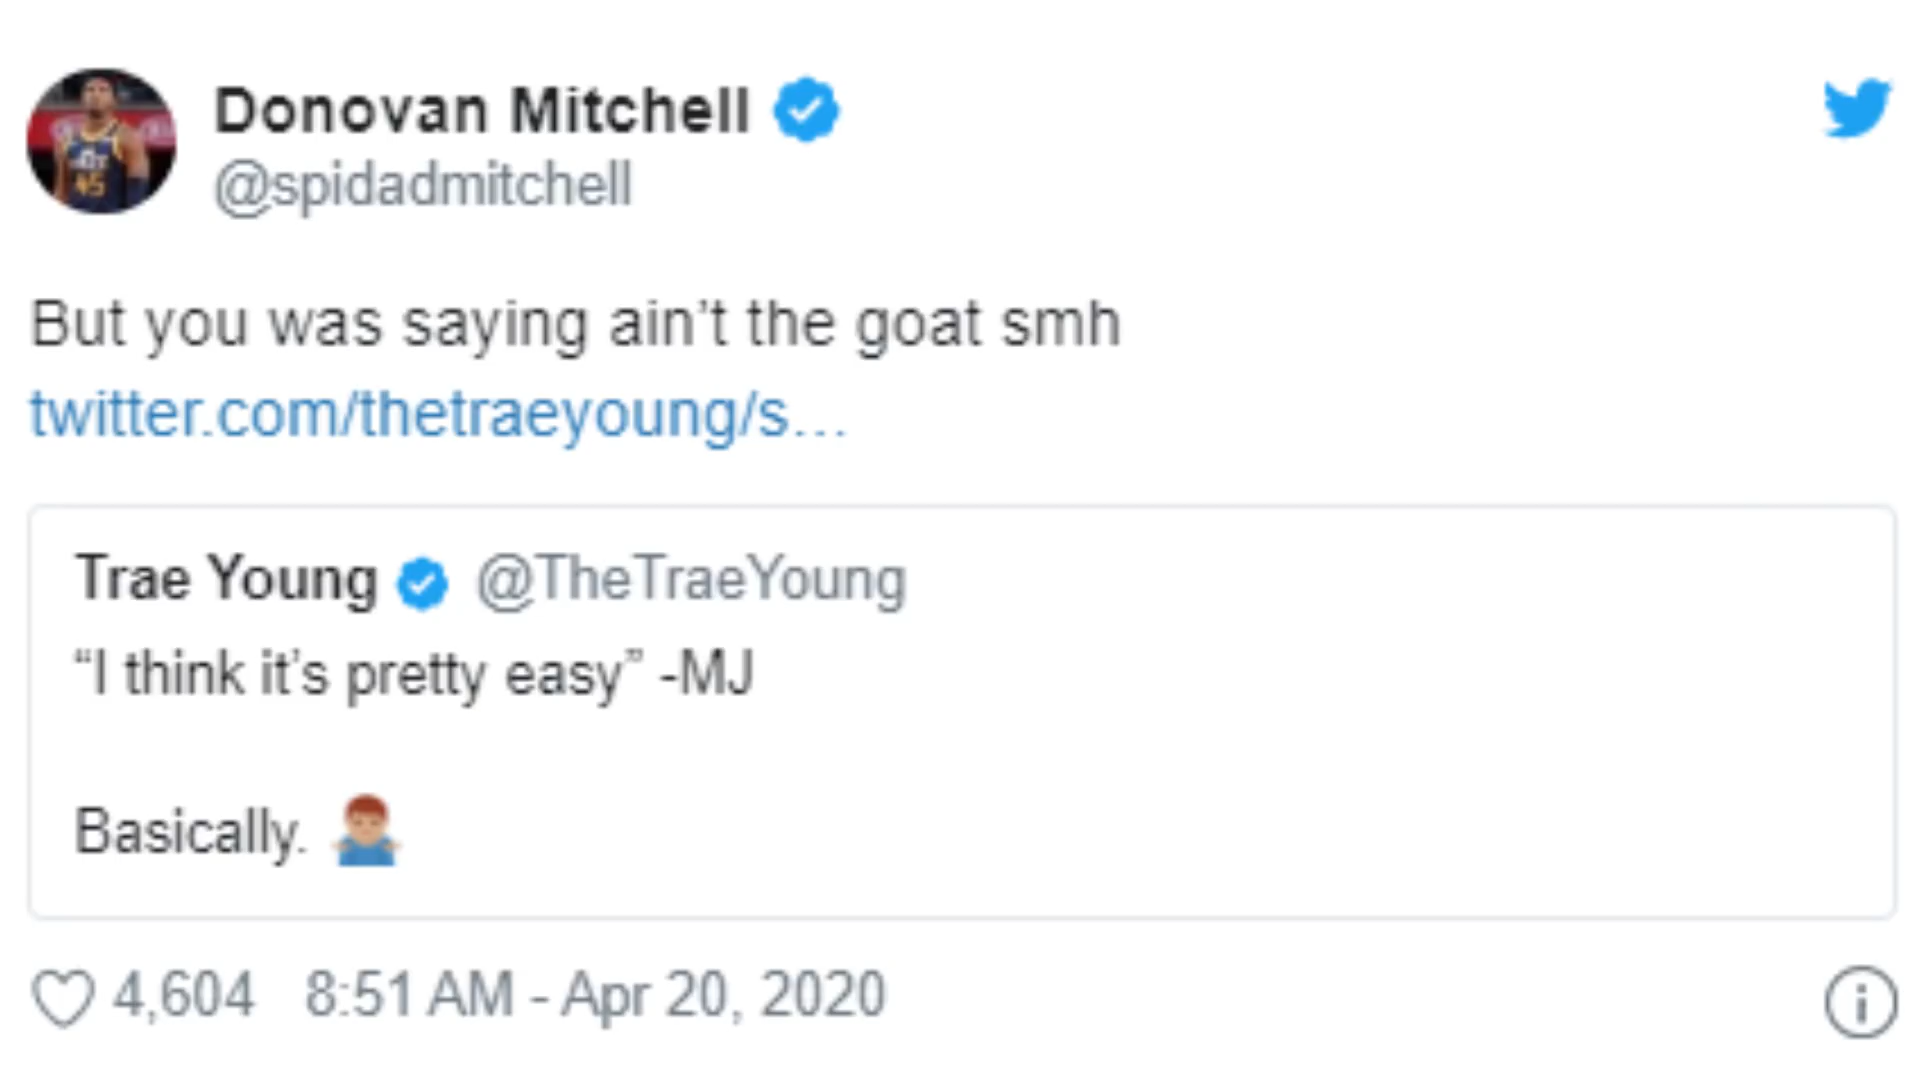 Donovan Mitchell
@spidadmitchell
But you was saying ain’t the goat smh
twitter.com/thetraeyoung/s…
Trae Young @TheTraeYoung
“I think it’s pretty easy” -MJ
Basically. 🤷🏽‍♂️
4,604 8:51 AM - Apr 20, 2020
45